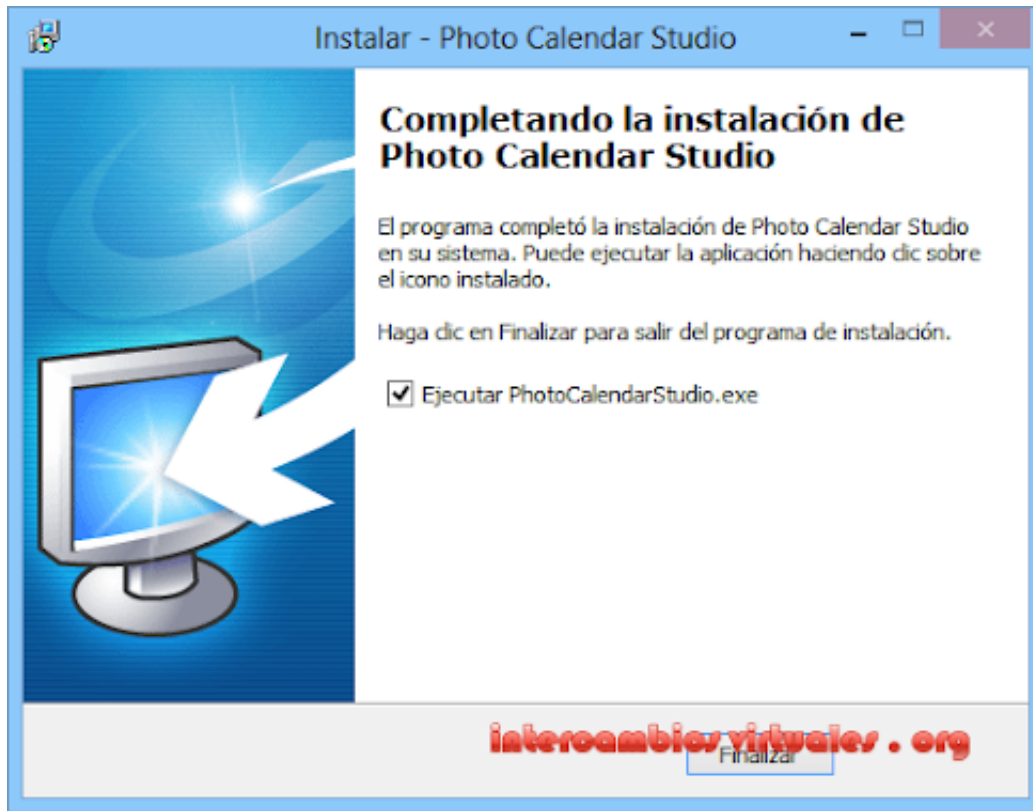 Instalar - Photo Calendar Studio
Completando la instalación de
Photo Calendar Studio
El programa completó la instalación de Photo Calendar Studio
en su sistema. Puede ejecutar la aplicación haciendo clic sobre
el icono instalado.
Haga clic en Finalizar para salir del programa de instalación.
Ejecutar PhotoCalendarStudio.exe
intercambios virtuales . org
Finalizar